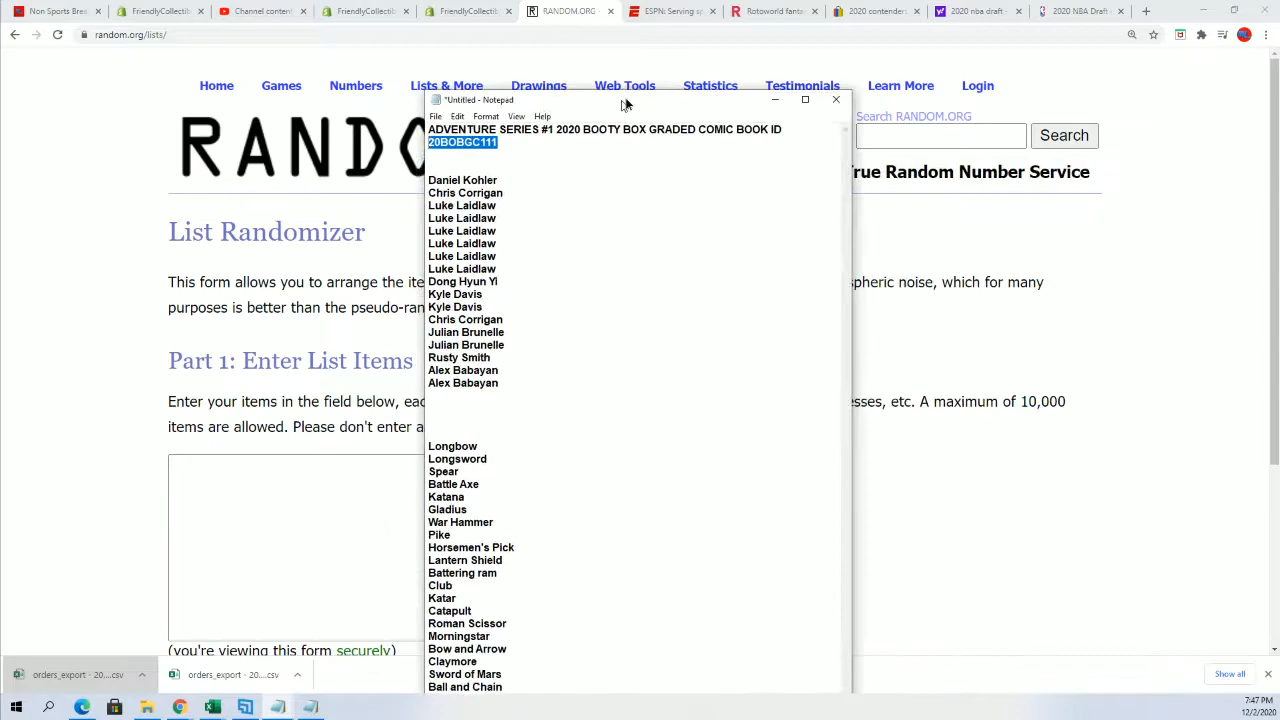 Non Sports Break
FriendlyCollectib
Channel content
FriendlyCollectib
FriendlyCollectib
RANDOM.ORG -
ESPN: Serving sp
Rotoworld fanta
2020 contender
2020 nba draft -
2020 NBA Draft
random.org/lists/
Home
Games
Numbers
Lists & More
Drawings
Web Tools
Statistics
Testimonials
Learn More
Login
*Untitled - Notepad
File
Edit
Format
View
Help
Search RANDOM.ORG
Search
RANDO
True Random Number Service
ADVENTURE SERIES #1 2020 BOOTY BOX GRADED COMIC BOOK ID
20BOBGC111
Daniel Kohler
Chris Corrigan
Luke Laidlaw
Luke Laidlaw
Luke Laidlaw
Luke Laidlaw
Luke Laidlaw
Luke Laidlaw
Dong Hyun Yi
Kyle Davis
Kyle Davis
Chris Corrigan
Julian Brunelle
Julian Brunelle
Rusty Smith
Alex Babayan
Alex Babayan
Longbow
Longsword
Spear
Battle Axe
Katana
Gladius
War Hammer
Pike
Horsemen's Pick
Lantern Shield
Battering ram
Club
Katar
Catapult
Roman Scissor
Morningstar
Bow and Arrow
Claymore
Sword of Mars
Ball and Chain
List Randomizer
This form allows you to arrange the ite
pheric noise, which for many
purposes is better than the pseudo-ran
Part 1: Enter List Items
Enter your items in the field below, eac
esses, etc. A maximum of 10,000
items are allowed. Please don't enter a
(you're viewing this form securely)
orders_export - 20....csv
orders_export - 20....csv
Show all
7:47 PM
12/2/2020